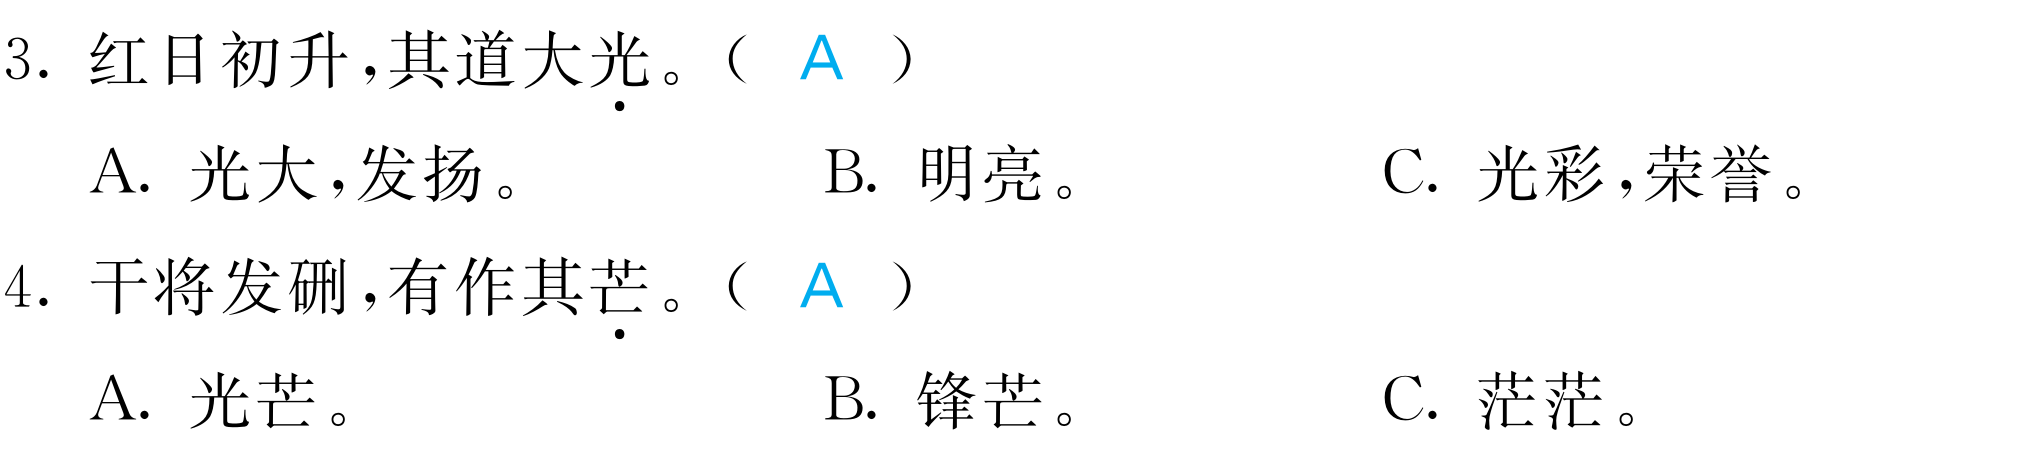 3. 红日初升,其道大光。( A )
A. 光大,发扬。 B. 明亮。 C. 光彩,荣誉。
4. 干将发硎,有作其芒。( A )
A. 光芒。 B. 锋芒。 C. 茫茫。